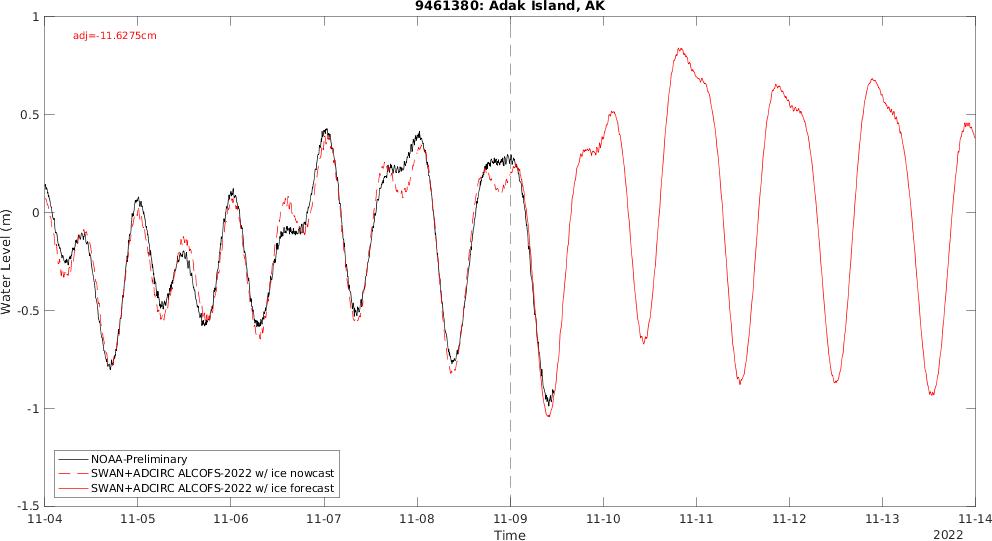 9461380: Adak Island, AK
adj=-11.6275cm
Water Level (m)
1
0.5
0
-0.5
-1
-1.5
NOAA-Preliminary
SWAN+ADCIRC ALCOFS-2022 w/ ice nowcast
SWAN+ADCIRC ALCOFS-2022 w/ ice forecast
11-04 11-05 11-06 11-07 11-08 11-09 11-10 11-11 11-12 11-13 11-14
Time
2022